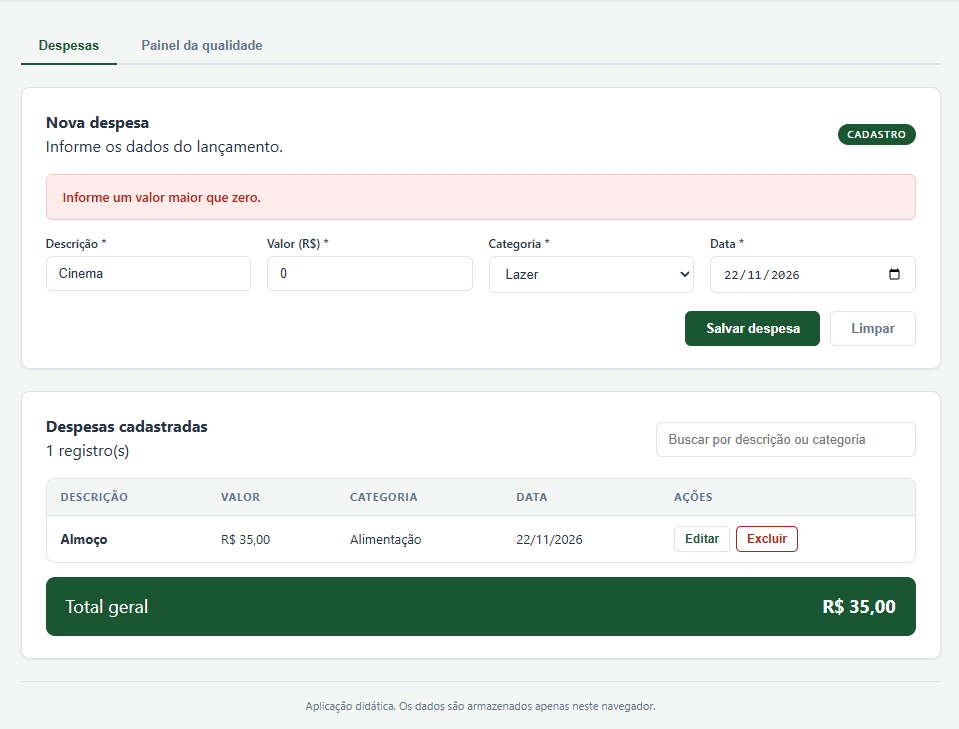 Despesas Painel da qualidade
Nova despesa
Informe os dados do lançamento.
CADASTRO
Informe um valor maior que zero.
Descrição * Valor (R$) * Categoria * Data *
Cinema 0 Lazer 22/11/2026
Salvar despesa Limpar
Despesas cadastradas
1 registro(s)
Buscar por descrição ou categoria
DESCRIÇÃO VALOR CATEGORIA DATA AÇÕES
Almoço R$ 35,00 Alimentação 22/11/2026 Editar Excluir
Total geral R$ 35,00
Aplicação didática. Os dados são armazenados apenas neste navegador.